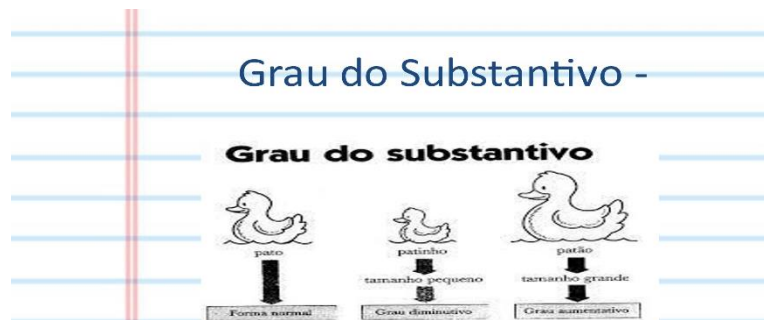 Grau do Substantivo -
Grau do substantivo
pato patinho patão
tamanho pequeno tamanho grande
Forma normal Grau diminutivo Grau aumentativo